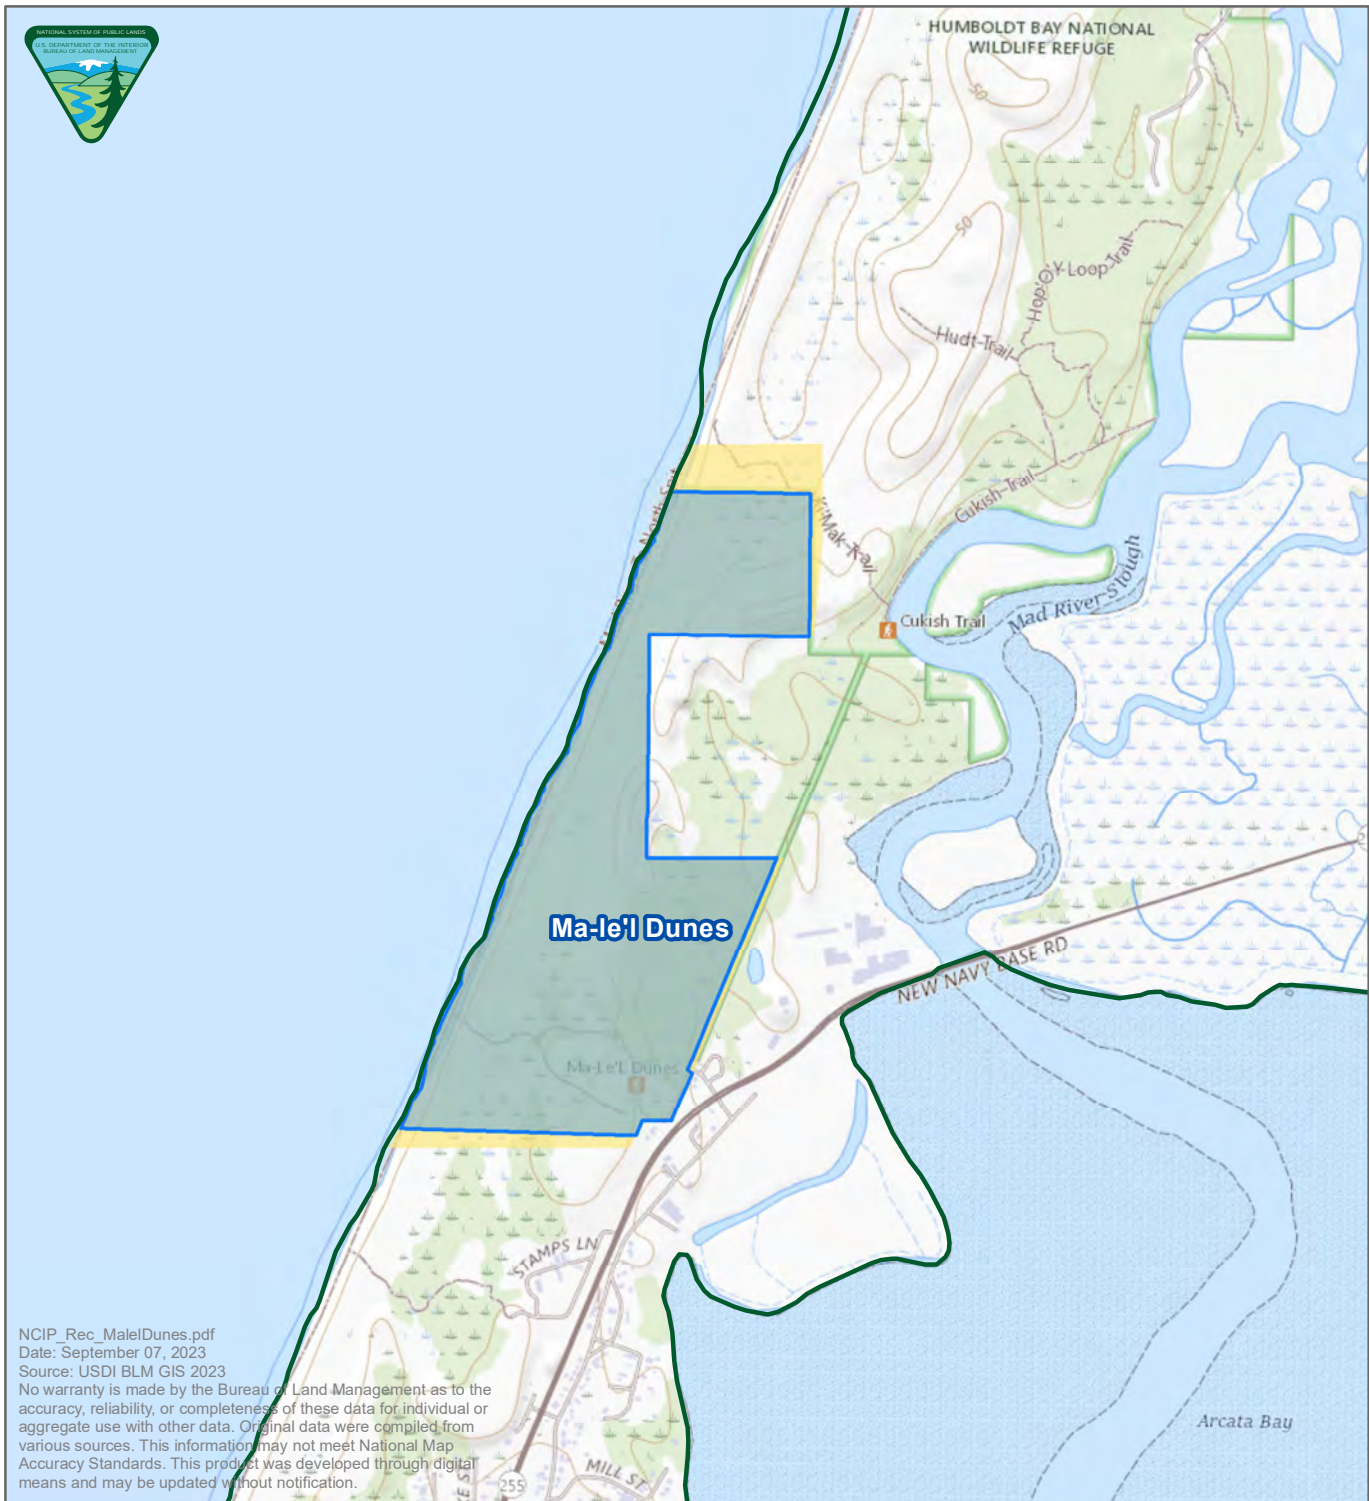 NATIONAL SYSTEM OF PUBLIC LANDS
U.S. DEPARTMENT OF THE INTERIOR
BUREAU OF LAND MANAGEMENT
HUMBOLDT BAY NATIONAL
WILDLIFE REFUGE
50
50
Hop'O'Y-Loop-Trail
Hudt-Trail
Cukish-Trail
North Spit
Ki'Mak-Trail
Mad River Slough
Cukish Trail
Ma-le'l Dunes
NEW NAVY BASE RD
Ma-Le'L Dunes
STAMPS LN
NCIP_Rec_MalelDunes.pdf
Date: September 07, 2023
Source: USDI BLM GIS 2023
No warranty is made by the Bureau of Land Management as to the
accuracy, reliability, or completeness of these data for individual or
aggregate use with other data. Original data were compiled from
various sources. This information may not meet National Map
Accuracy Standards. This product was developed through digital
means and may be updated without notification.
Arcata Bay
MILL ST
255